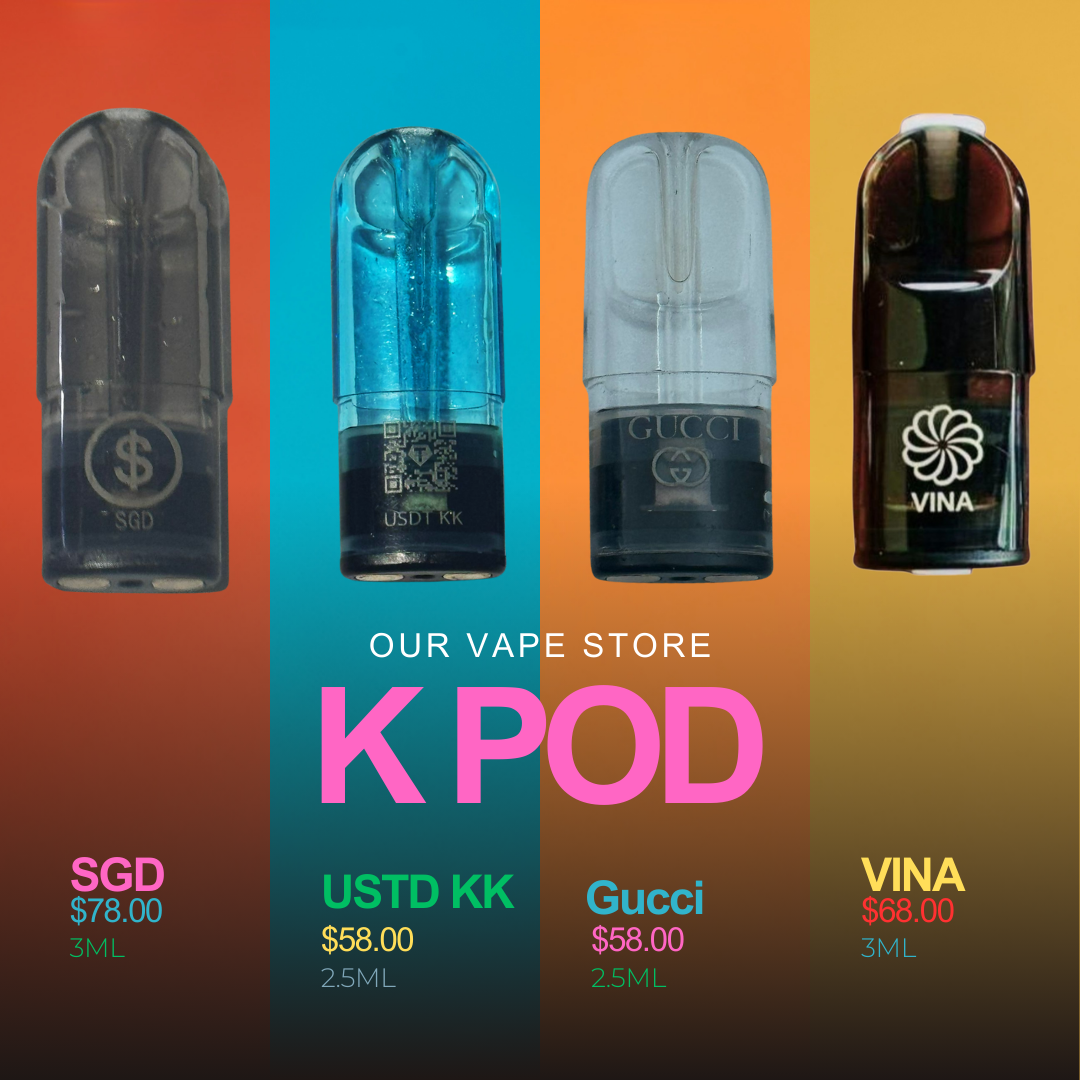 $
SGD
USDT KK
GUCCI
VINA
OUR VAPE STORE
K POD
SGD
$78.00
3ML
USTD KK
$58.00
2.5ML
Gucci
$58.00
2.5ML
VINA
$68.00
3ML